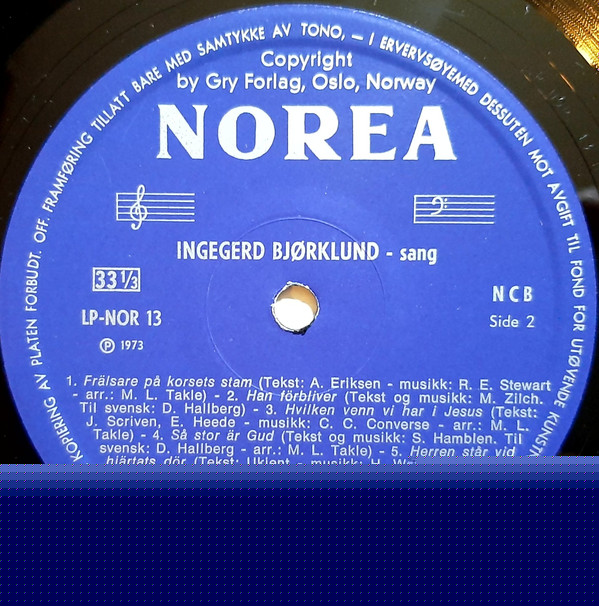 KOPIERING AV PLATEN FORBUDT. OFF. FRAMFØRING TILLATT BARE MED SAMTYKKE AV TONO, — I ERVERVSØYEMED DESSUTEN MOT AVGIFT TIL FOND FOR UTØVENDE
Copyright
by Gry Forlag, Oslo, Norway
NOREA
INGEGERD BJØRKLUND - sang
33 1/3
LP-NOR 13
℗ 1973
NCB
Side 2
1. Frälsare på korsets stam (Tekst: A. Eriksen - musikk: R. E. Stewart
- arr.: M. L. Takle) - 2. Han förbliver (Tekst og musikk: M. Zilch.
Til svensk: D. Hallberg) - 3. Hvilken venn vi har i Jesus (Tekst:
J. Scriven, E. Heede - musikk: C. C. Converse - arr.: M. L.
Takle) - 4. Så stor är Gud (Tekst og musikk: S. Hamblen. Til
svensk: D. Hallberg - arr.: M. L. Takle) - 5. Herren står vid
hjärtats dör (Tekst: Ukjent - musikk: H.